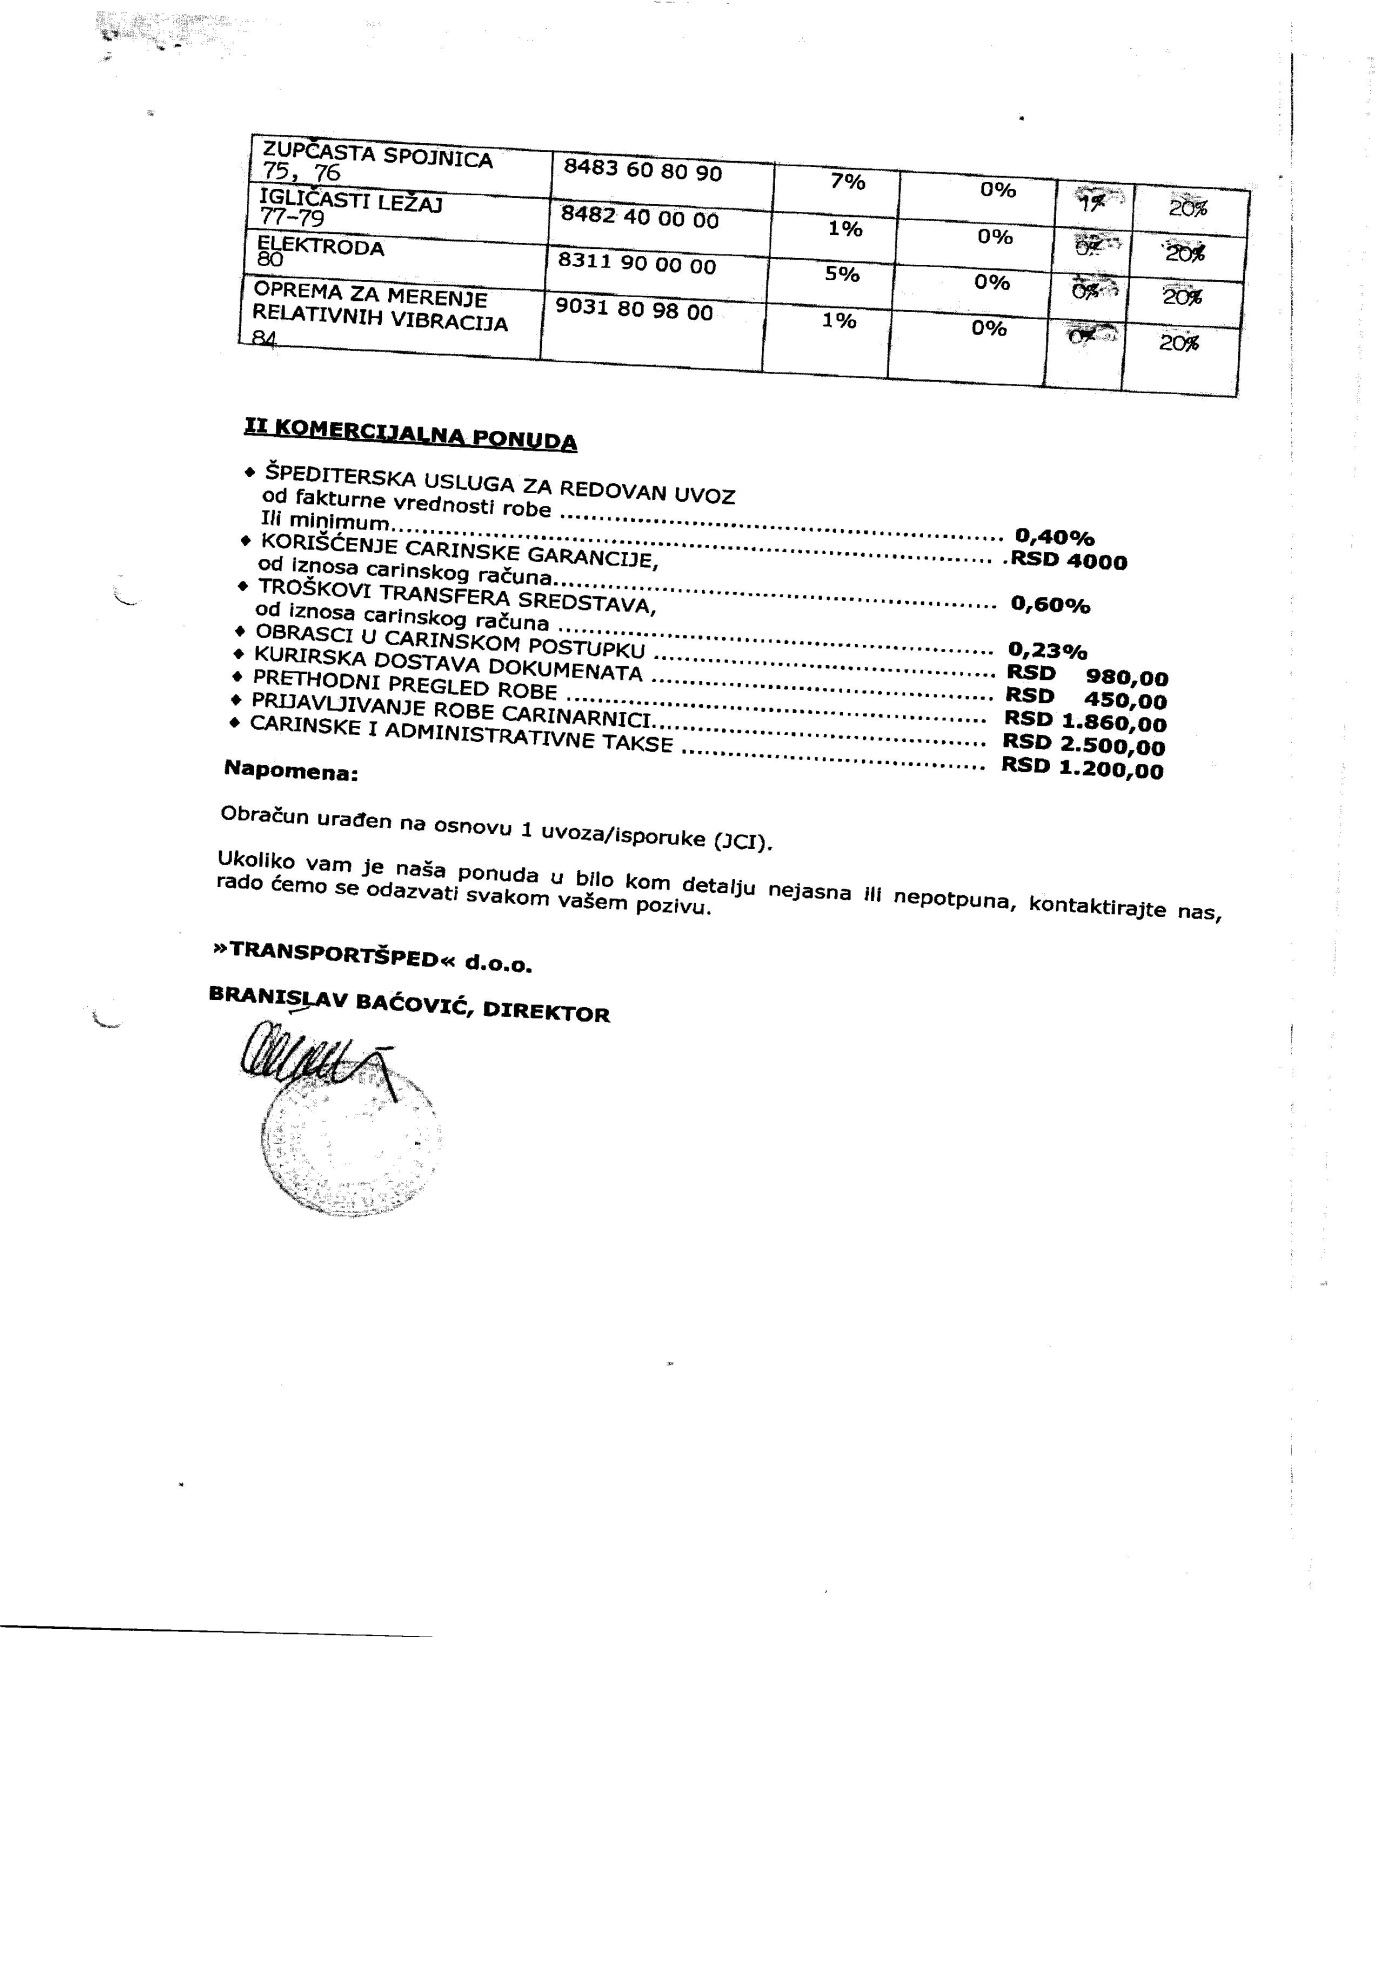 ZUPČASTA SPOJNICA 8483 60 80 90 7% 0% 1% 20%
75, 76
IGLIČASTI LEŽAJ 8482 40 00 00 1% 0% 0% 20%
77-79
ELEKTRODA 8311 90 00 00 5% 0% 0% 20%
80
OPREMA ZA MERENJE 9031 80 98 00 1% 0% 0% 20%
RELATIVNIH VIBRACIJA
84
II KOMERCIJALNA PONUDA
♦ ŠPEDITERSKA USLUGA ZA REDOVAN UVOZ
od fakturne vrednosti robe ........................................................ 0,40%
Ili minimum........................................................................... .RSD 4000
♦ KORIŠĆENJE CARINSKE GARANCIJE,
od iznosa carinskog računa........................................................ 0,60%
♦ TROŠKOVI TRANSFERA SREDSTAVA,
od iznosa carinskog računa ........................................................ 0,23%
♦ OBRASCI U CARINSKOM POSTUPKU ............................................ RSD 980,00
♦ KURIRSKA DOSTAVA DOKUMENATA ............................................ RSD 450,00
♦ PRETHODNI PREGLED ROBE ...................................................... RSD 1.860,00
♦ PRIJAVLJIVANJE ROBE CARINARNICI........................................... RSD 2.500,00
♦ CARINSKE I ADMINISTRATIVNE TAKSE ....................................... RSD 1.200,00
Napomena:
Obračun urađen na osnovu 1 uvoza/isporuke (JCI).
Ukoliko vam je naša ponuda u bilo kom detalju nejasna ili nepotpuna, kontaktirajte nas,
rado ćemo se odazvati svakom vašem pozivu.
»TRANSPORTŠPED« d.o.o.
BRANISLAV BAĆOVIĆ, DIREKTOR